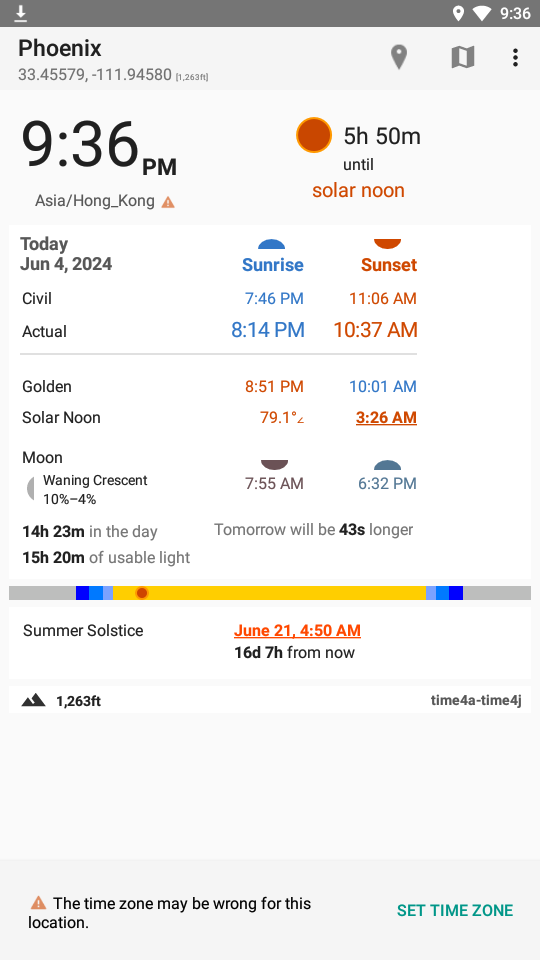 9:36
Phoenix
33.45579, -111.94580 [1,263ft]
9:36 PM
5h 50m
until
solar noon
Asia/Hong_Kong
Today
Jun 4, 2024
Sunrise Sunset
Civil 7:46 PM 11:06 AM
Actual 8:14 PM 10:37 AM
Golden 8:51 PM 10:01 AM
Solar Noon 79.1°∠ 3:26 AM
Moon
Waning Crescent
10%–4%
7:55 AM 6:32 PM
14h 23m in the day
Tomorrow will be 43s longer
15h 20m of usable light
Summer Solstice June 21, 4:50 AM
16d 7h from now
1,263ft time4a-time4j
The time zone may be wrong for this
location.
SET TIME ZONE